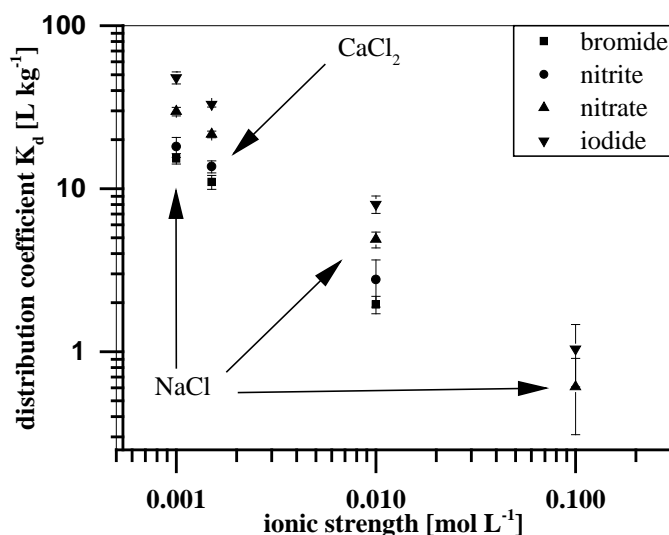 distribution coefficient K_d [L kg⁻¹]
100
10
1
CaCl₂
NaCl
bromide
nitrite
nitrate
iodide
0.001
0.010
0.100
ionic strength [mol L⁻¹]